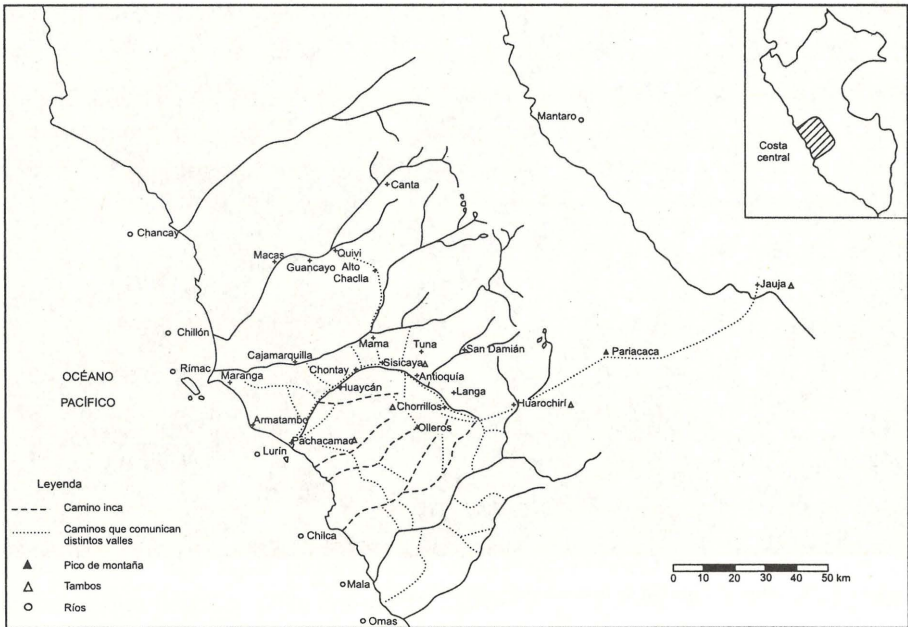 Mantaro
Costa
central
Canta
Chancay
Macas
Quivi
Guancayo
Alto
Chaclla
Jauja
Chillón
Mama
Tuna
San Damián
Pariacaca
Cajamarquilla
Sisicaya
Rímac
Chontay
Antioquía
OCÉANO
PACÍFICO
Maranga
Huaycán
Langa
Chorrillos
Huarochirí
Armatambo
Olleros
Pachacamac
Lurín
Leyenda
Camino inca
Caminos que comunican
distintos valles
Chilca
Pico de montaña
0 10 20 30 40 50 km
Tambos
Mala
Ríos
Omas